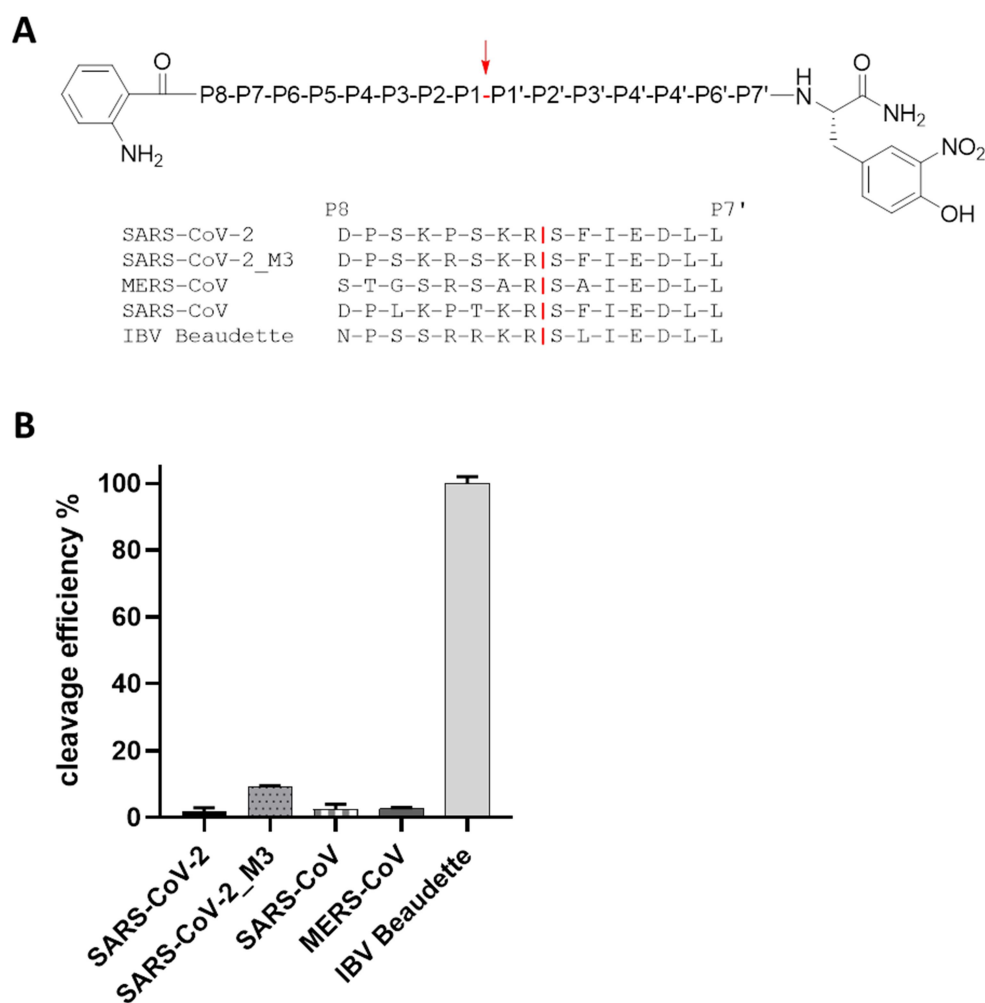 A
O
P8-P7-P6-P5-P4-P3-P2-P1-P1'-P2'-P3'-P4'-P4'-P6'-P7'
H
N
O
NH2
NH2
NO2
OH
P8 P7'
SARS-CoV-2 D-P-S-K-P-S-K-R|S-F-I-E-D-L-L
SARS-CoV-2_M3 D-P-S-K-R-S-K-R|S-F-I-E-D-L-L
MERS-CoV S-T-G-S-R-S-A-R|S-A-I-E-D-L-L
SARS-CoV D-P-L-K-P-T-K-R|S-F-I-E-D-L-L
IBV Beaudette N-P-S-S-R-R-K-R|S-L-I-E-D-L-L
B
cleavage efficiency %
100
80
60
40
20
0
SARS-CoV-2
SARS-CoV-2_M3
SARS-CoV
MERS-CoV
IBV Beaudette